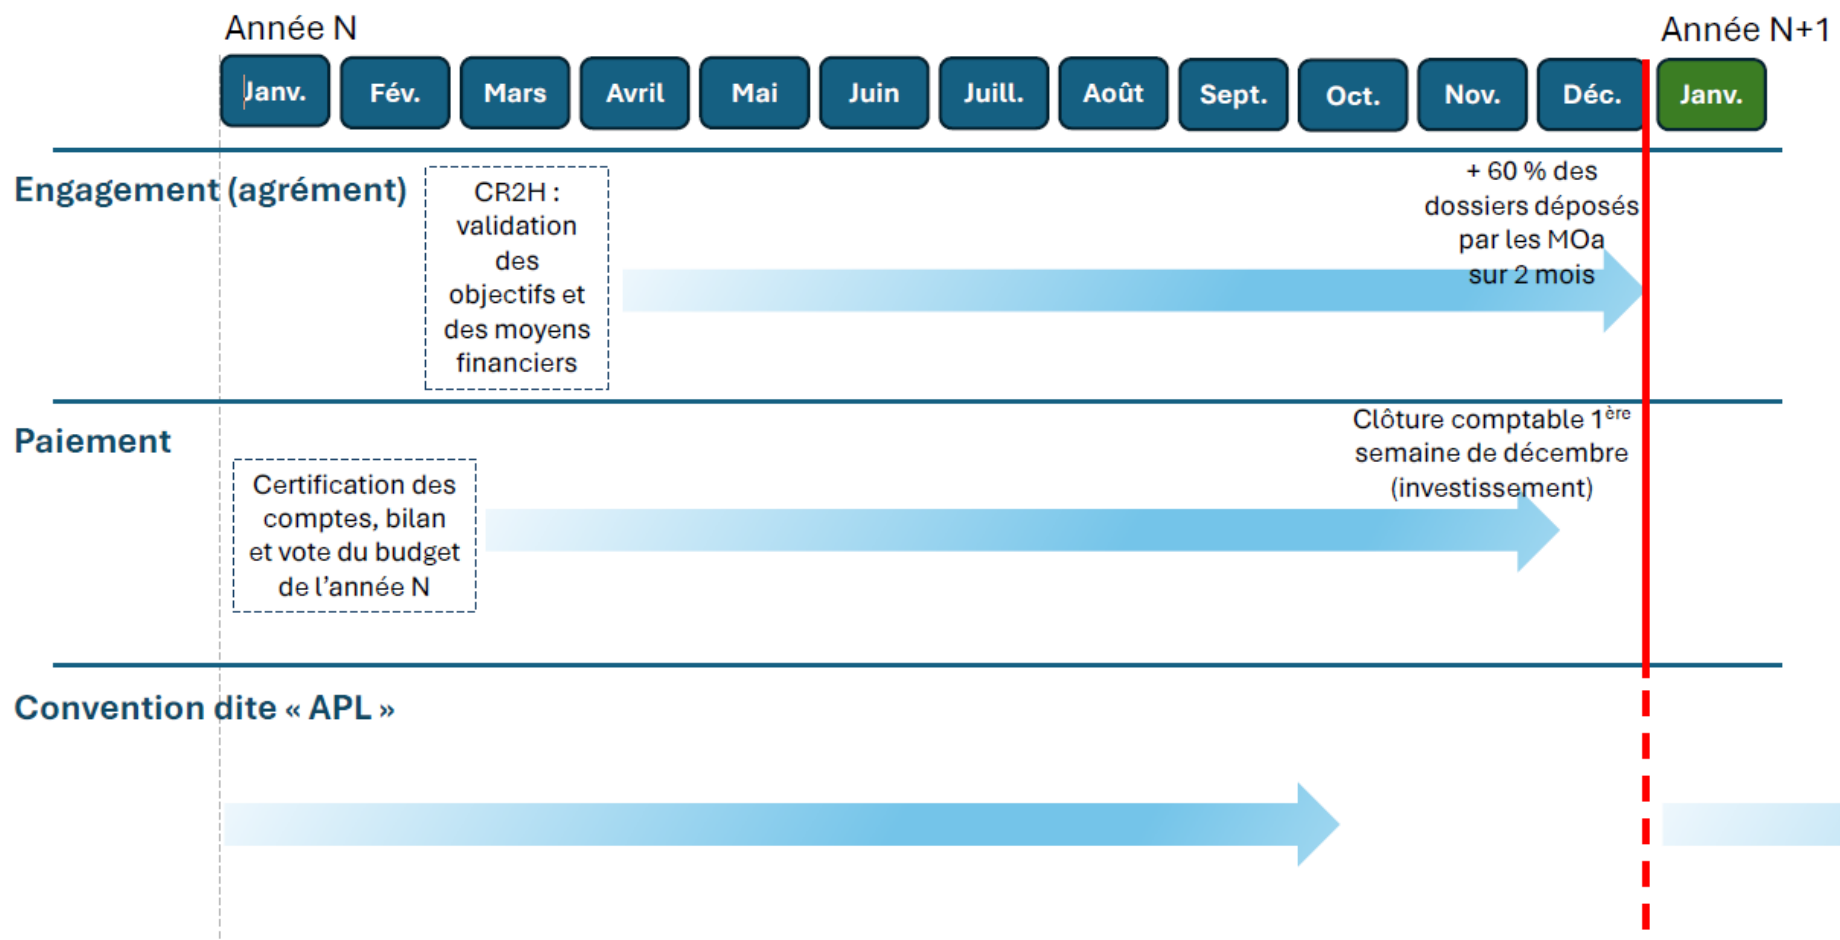 Année N
Année N+1
Janv.
Fév.
Mars
Avril
Mai
Juin
Juill.
Août
Sept.
Oct.
Nov.
Déc.
Janv.
Engagement (agrément)
CR2H :
validation
des
objectifs et
des moyens
financiers
+ 60 % des
dossiers déposés
par les MOa
sur 2 mois
Paiement
Certification des
comptes, bilan
et vote du budget
de l’année N
Clôture comptable 1ère
semaine de décembre
(investissement)
Convention dite « APL »